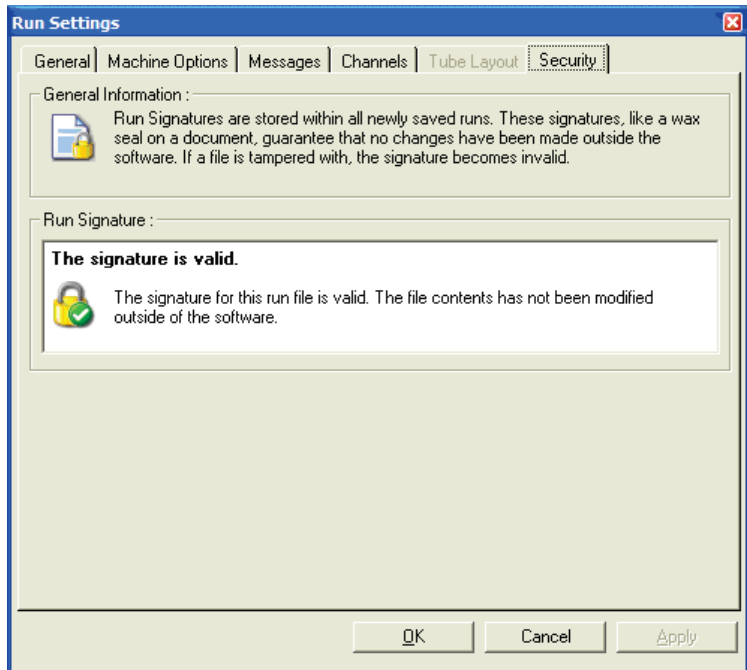 Run Settings
General Machine Options Messages Channels Tube Layout Security
General Information :
Run Signatures are stored within all newly saved runs. These signatures, like a wax
seal on a document, guarantee that no changes have been made outside the
software. If a file is tampered with, the signature becomes invalid.
Run Signature :
The signature is valid.
The signature for this run file is valid. The file contents has not been modified
outside of the software.
OK Cancel Apply